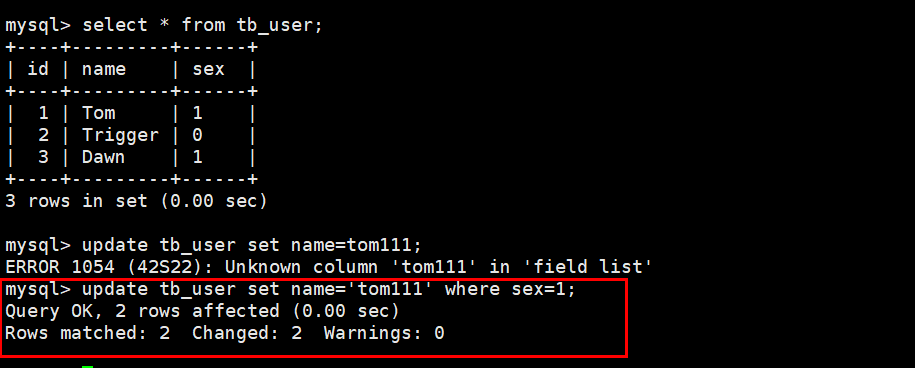 mysql> select * from tb_user;
+----+---------+------+
| id | name    | sex  |
+----+---------+------+
|  1 | Tom     | 1    |
|  2 | Trigger | 0    |
|  3 | Dawn    | 1    |
+----+---------+------+
3 rows in set (0.00 sec)
mysql> update tb_user set name=tom111;
ERROR 1054 (42S22): Unknown column 'tom111' in 'field list'
mysql> update tb_user set name='tom111' where sex=1;
Query OK, 2 rows affected (0.00 sec)
Rows matched: 2  Changed: 2  Warnings: 0